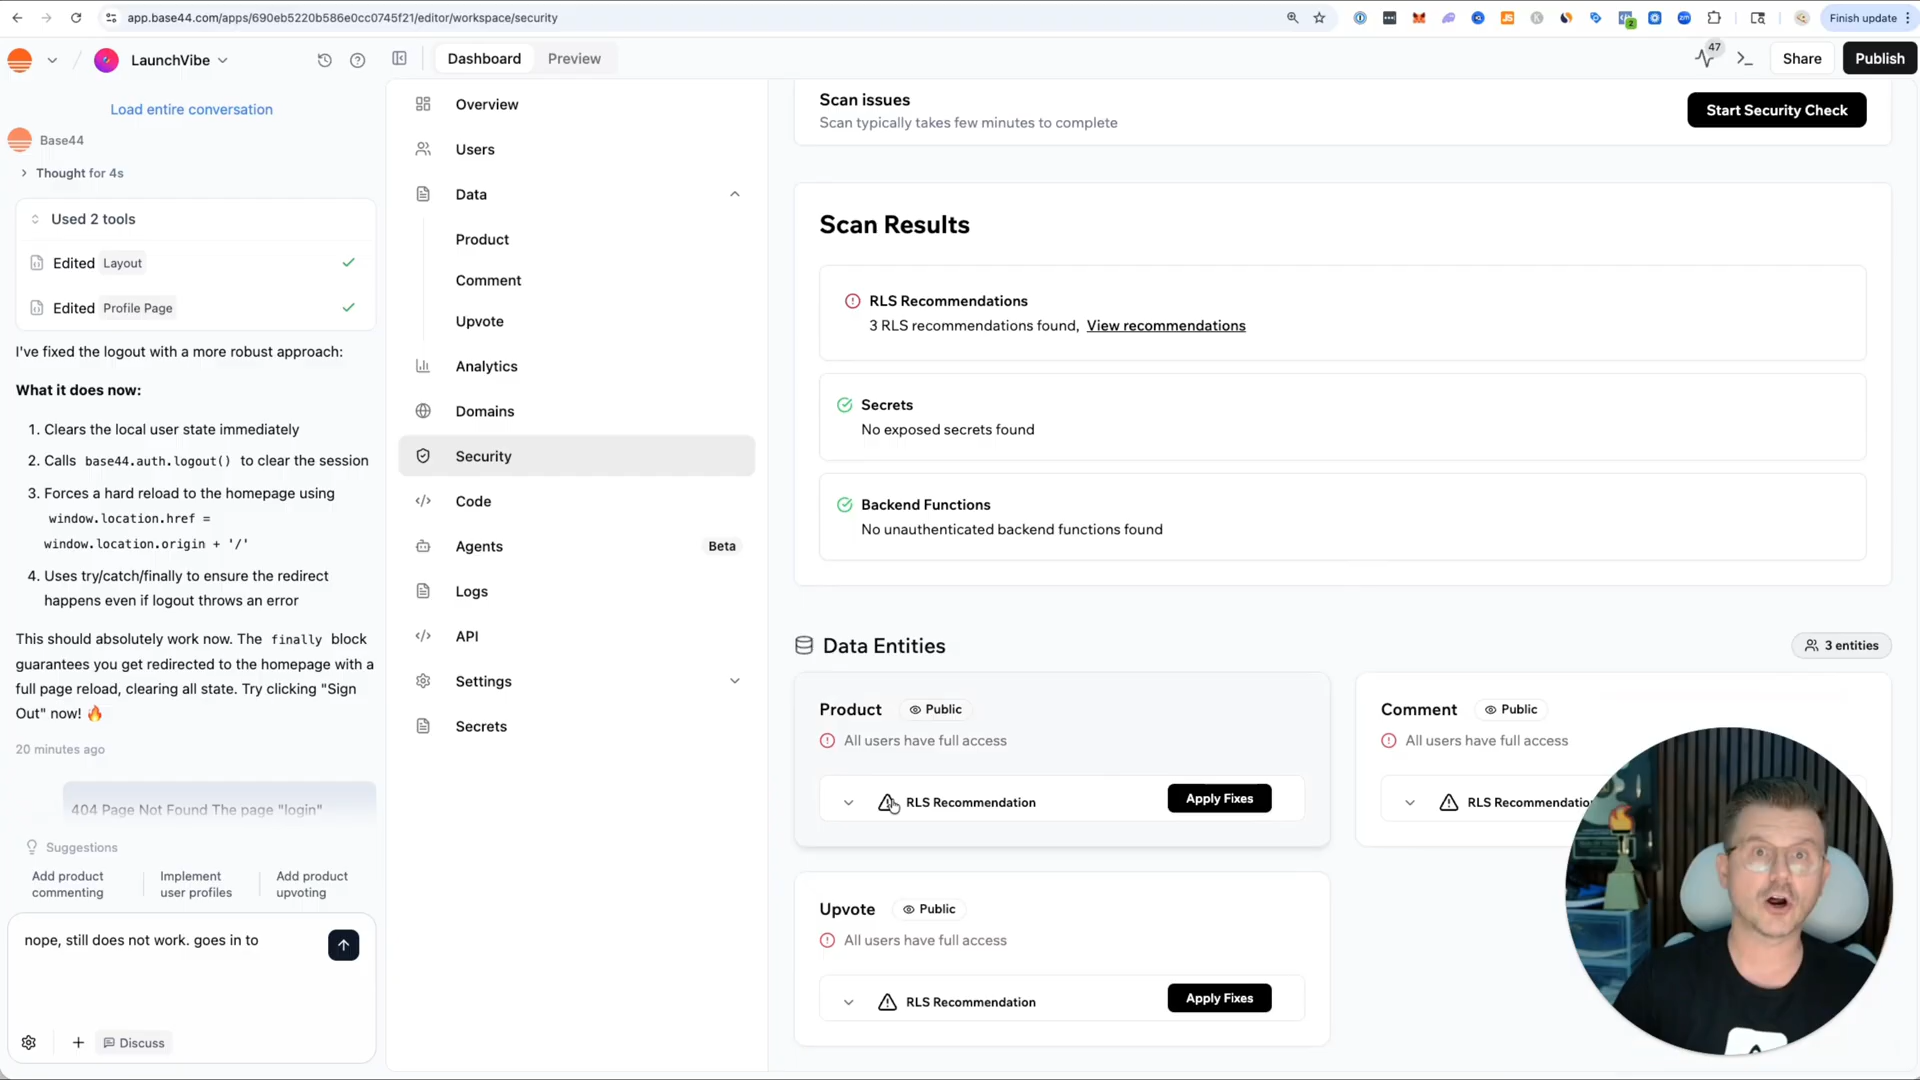 app.base44.com/apps/690eb5220b586e0cc0745f21/editor/workspace/security
Finish update
LaunchVibe
Dashboard
Preview
47
Share
Publish
Load entire conversation
Base44
Thought for 4s
Used 2 tools
Edited Layout
Edited Profile Page
I've fixed the logout with a more robust approach:
What it does now:
1. Clears the local user state immediately
2. Calls base44.auth.logout() to clear the session
3. Forces a hard reload to the homepage using
window.location.href =
window.location.origin + '/'
4. Uses try/catch/finally to ensure the redirect
happens even if logout throws an error
This should absolutely work now. The finally block
guarantees you get redirected to the homepage with a
full page reload, clearing all state. Try clicking "Sign
Out" now! 🔥
20 minutes ago
404 Page Not Found The page "login"
Suggestions
Add product
commenting
Implement
user profiles
Add product
upvoting
nope, still does not work. goes in to
Discuss
Overview
Users
Data
Product
Comment
Upvote
Analytics
Domains
Security
Code
Agents
Beta
Logs
API
Settings
Secrets
Scan issues
Scan typically takes few minutes to complete
Start Security Check
Scan Results
RLS Recommendations
3 RLS recommendations found, View recommendations
Secrets
No exposed secrets found
Backend Functions
No unauthenticated backend functions found
Data Entities
3 entities
Product
Public
All users have full access
RLS Recommendation
Apply Fixes
Comment
Public
All users have full access
RLS Recommendation
Upvote
Public
All users have full access
RLS Recommendation
Apply Fixes